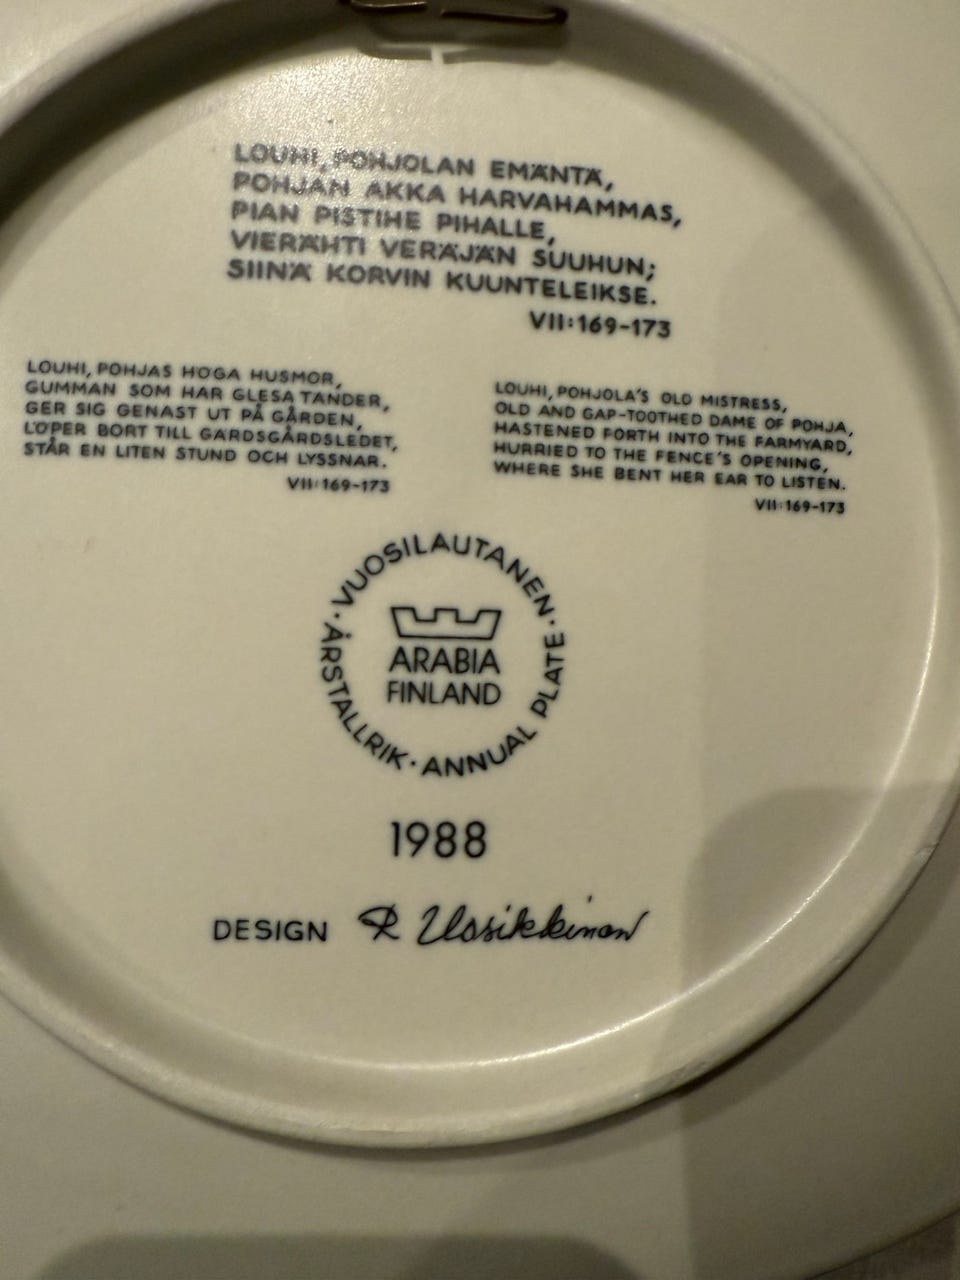 LOUHI, POHJOLAN EMÄNTÄ,
POHJAN AKKA HARVAHAMMAS,
PIAN PISTIHE PIHALLE,
VIERÄHTI VERÄJÄN SUUHUN;
SIINÄ KORVIN KUUNTELEIKSE.
VII:169-173
LOUHI, POHJAS HÖGA HUSMOR,
GUMMAN SOM HAR GLESA TÄNDER,
GER SIG GENAST UT PÅ GÅRDEN,
LÖPER BORT TILL GÄRDSGÅRDSLEDET,
STÅR EN LITEN STUND OCH LYSSNAR.
VII:169-173
LOUHI, POHJOLA'S OLD MISTRESS,
OLD AND GAP-TOOTHED DAME OF POHJA,
HASTENED FORTH INTO THE FARMYARD,
HURRIED TO THE FENCE'S OPENING,
WHERE SHE BENT HER EAR TO LISTEN.
VII:169-173
· VUOSILAUTANEN · ANNUAL PLATE · ÅRSTALLRIK
ARABIA
FINLAND
1988
DESIGN R Uosikkinen